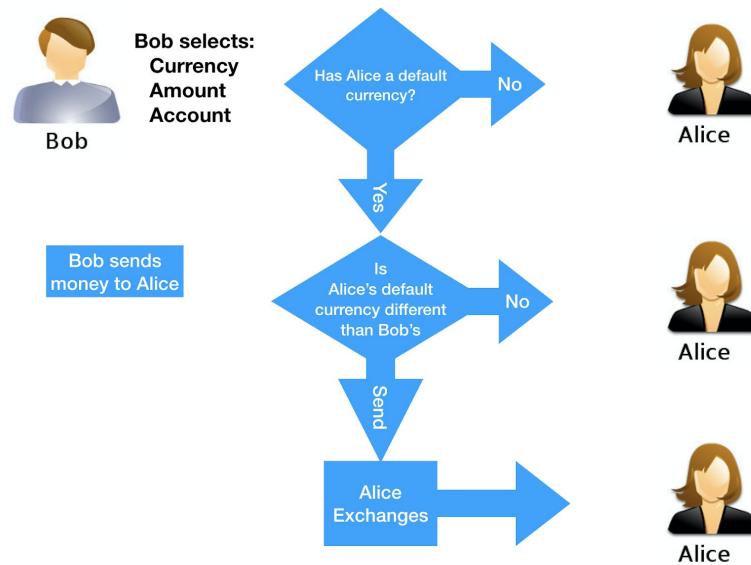 Bob selects:
Currency
Amount
Account
Bob
Has Alice a default
currency?
No
Alice
Yes
Bob sends
money to Alice
Is
Alice's default
currency different
than Bob's
No
Alice
Send
Alice
Exchanges
Alice